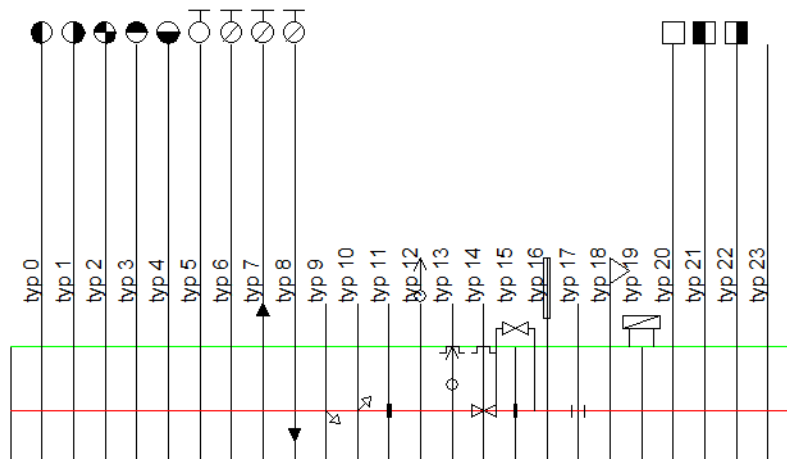 typ 0
typ 1
typ 2
typ 3
typ 4
typ 5
typ 6
typ 7
typ 8
typ 9
typ 10
typ 11
typ 12
typ 13
typ 14
typ 15
typ 16
typ 17
typ 18
typ 19
typ 20
typ 21
typ 22
typ 23